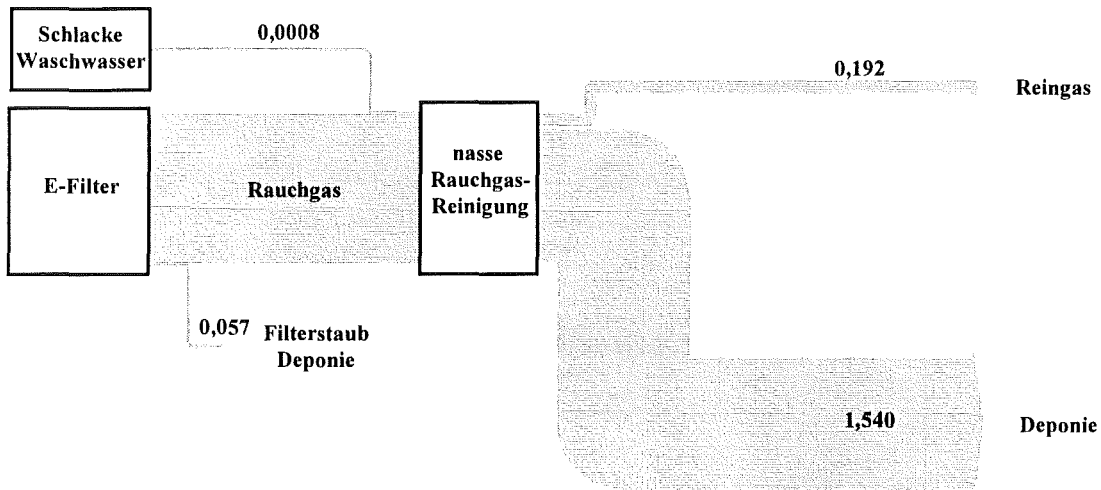 Schlacke
Waschwasser
0,0008
0,192
Reingas
E-Filter
Rauchgas
nasse
Rauchgas-
Reinigung
0,057
Filterstaub
Deponie
1,540
Deponie